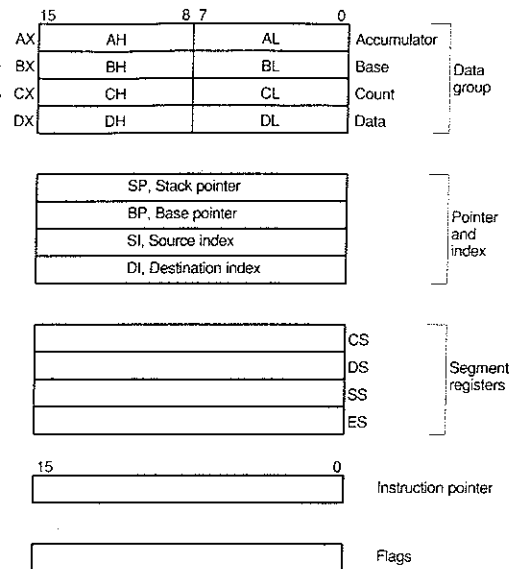 15 8 7 0
AX AH AL Accumulator
BX BH BL Base
CX CH CL Count
DX DH DL Data
Data
group
SP, Stack pointer
BP, Base pointer
SI, Source index
DI, Destination index
Pointer
and
index
CS
DS
SS
ES
Segment
registers
15 0
Instruction pointer
Flags